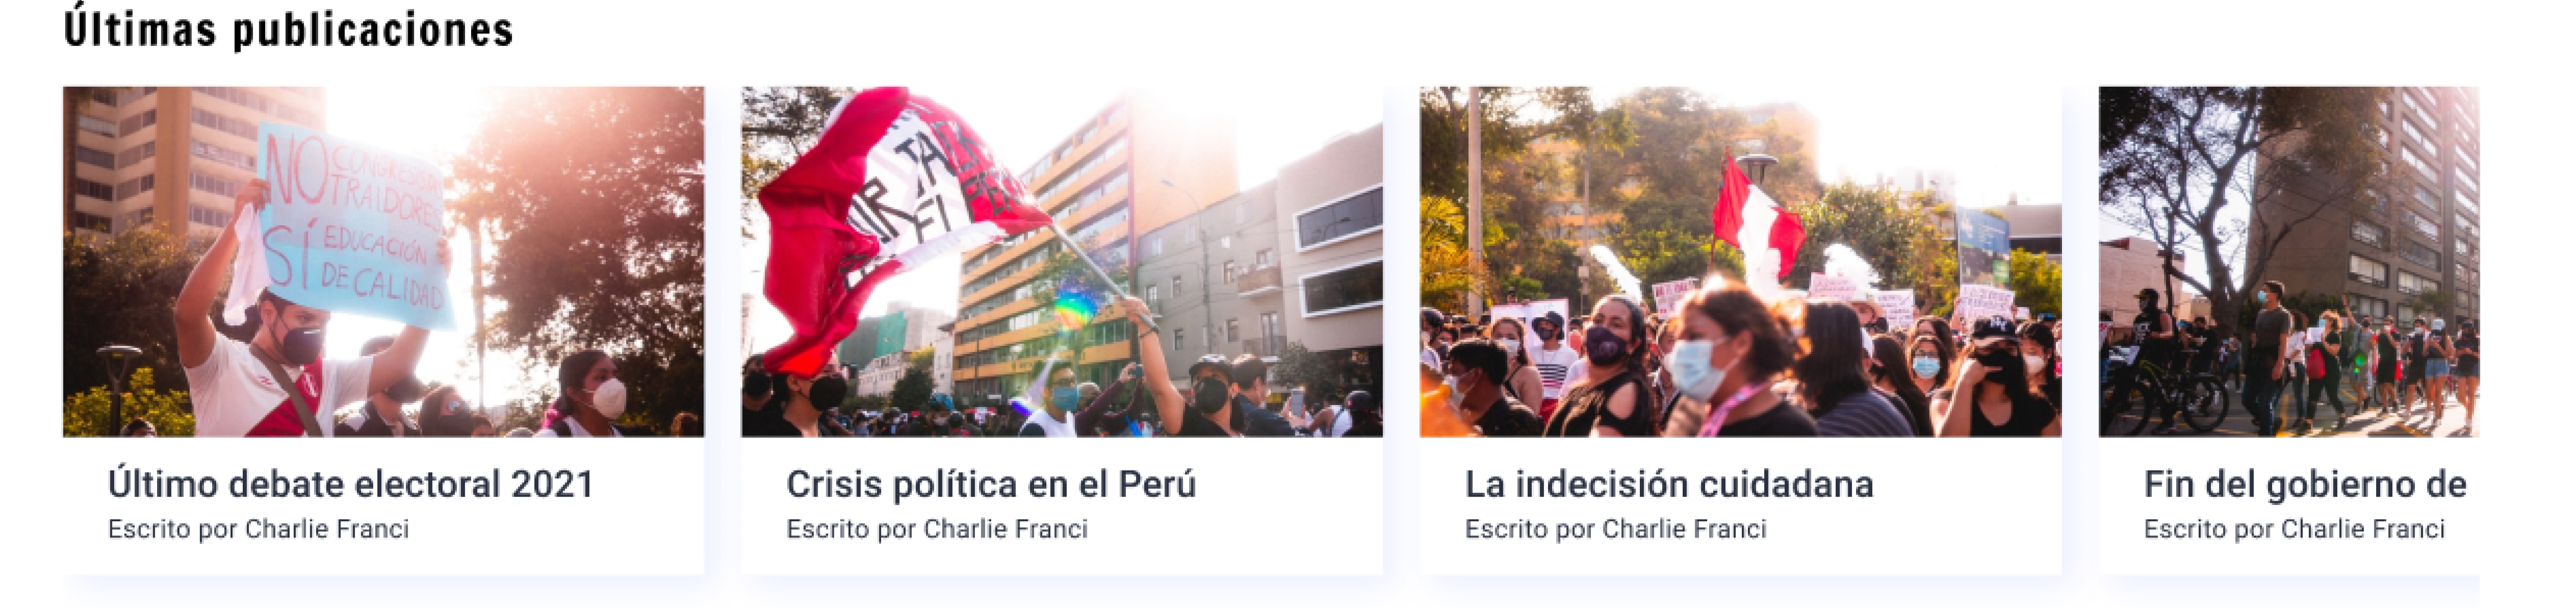 Últimas publicaciones
NO CONGRESISTAS
TRAIDORES
SÍ EDUCACIÓN
DE CALIDAD
Último debate electoral 2021
Escrito por Charlie Franci
Crisis política en el Perú
Escrito por Charlie Franci
La indecisión cuidadana
Escrito por Charlie Franci
Fin del gobierno de
Escrito por Charlie Franci